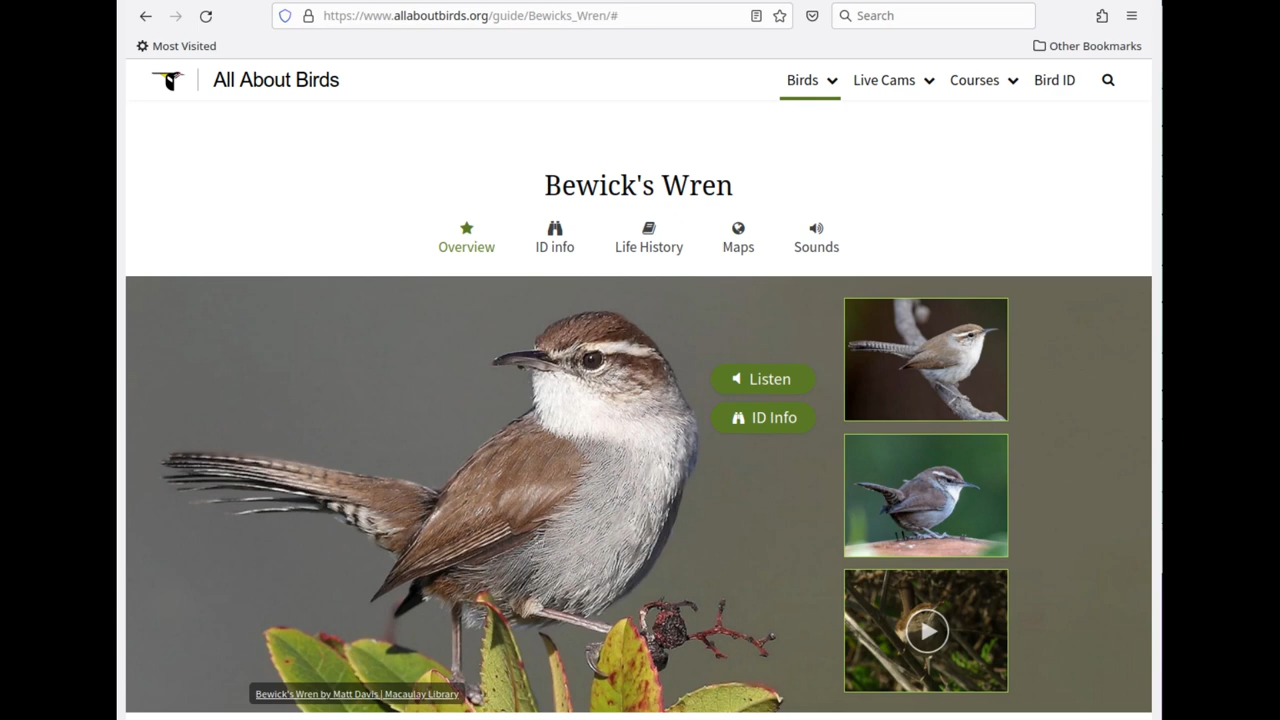 https://www.allaboutbirds.org/guide/Bewicks_Wren/#
Search
Most Visited
Other Bookmarks
All About Birds
Birds
Live Cams
Courses
Bird ID
Bewick's Wren
Overview
ID info
Life History
Maps
Sounds
Listen
ID Info
Bewick's Wren by Matt Davis | Macaulay Library